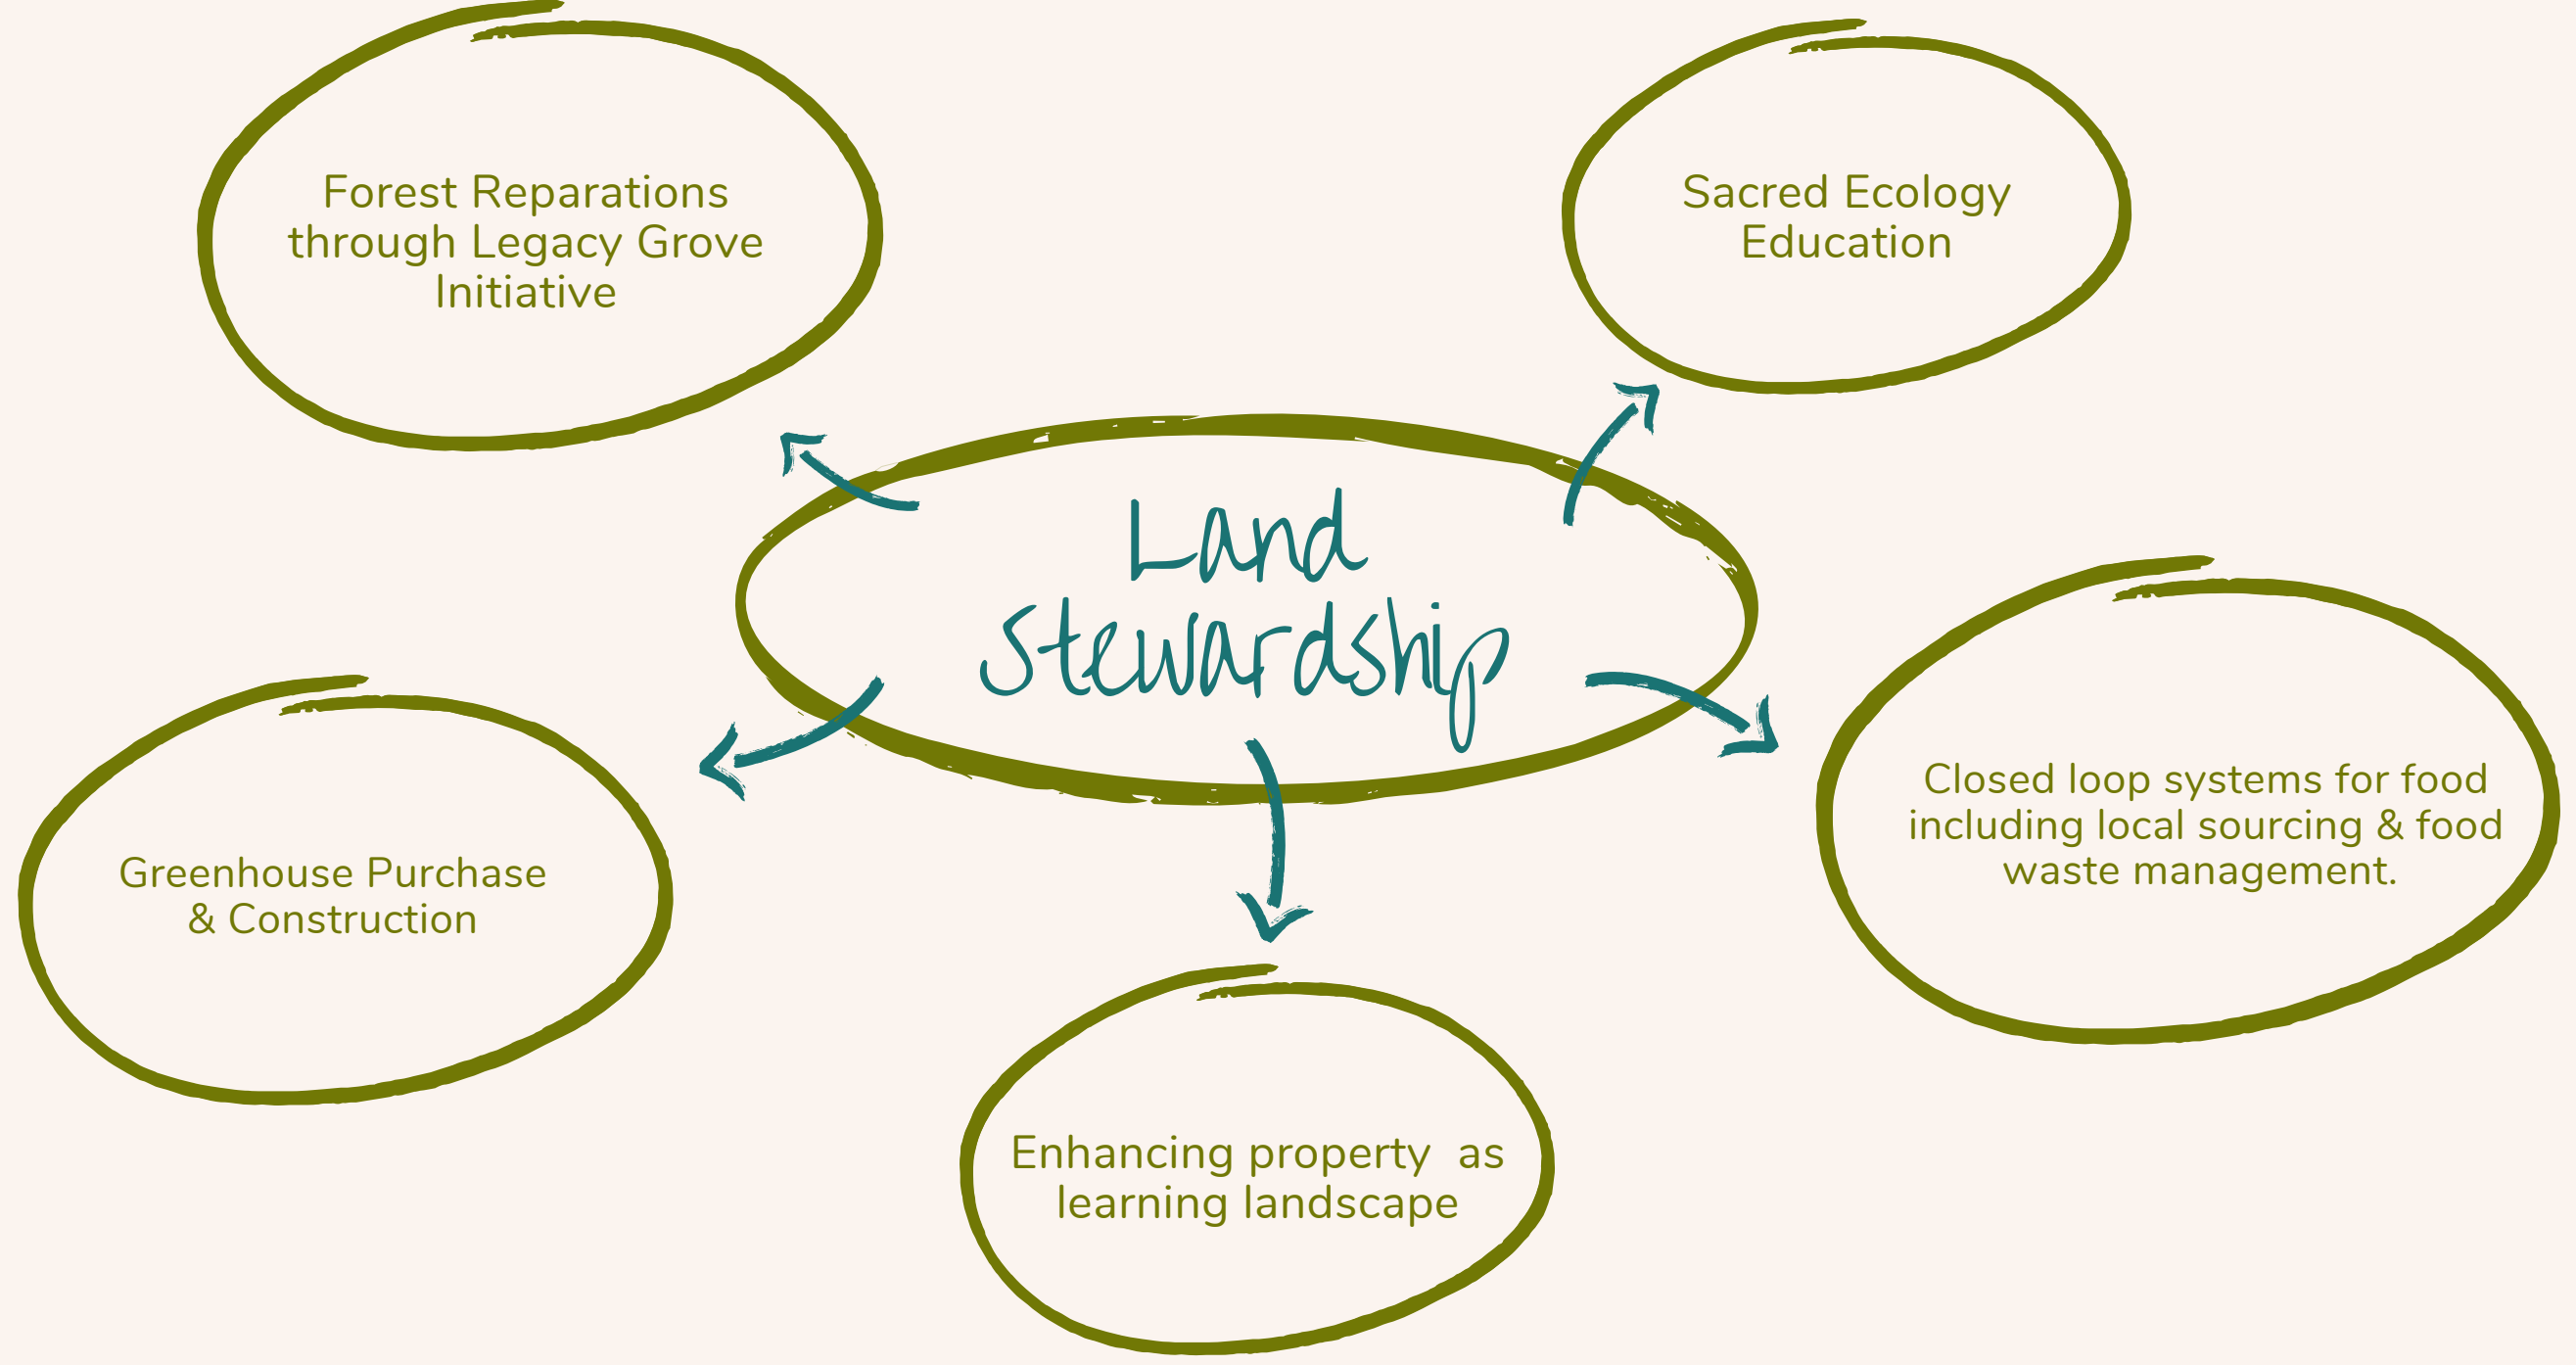 Forest Reparations
through Legacy Grove
Initiative
Sacred Ecology
Education
Land
Stewardship
Closed loop systems for food
including local sourcing & food
waste management.
Greenhouse Purchase
& Construction
Enhancing property  as
learning landscape